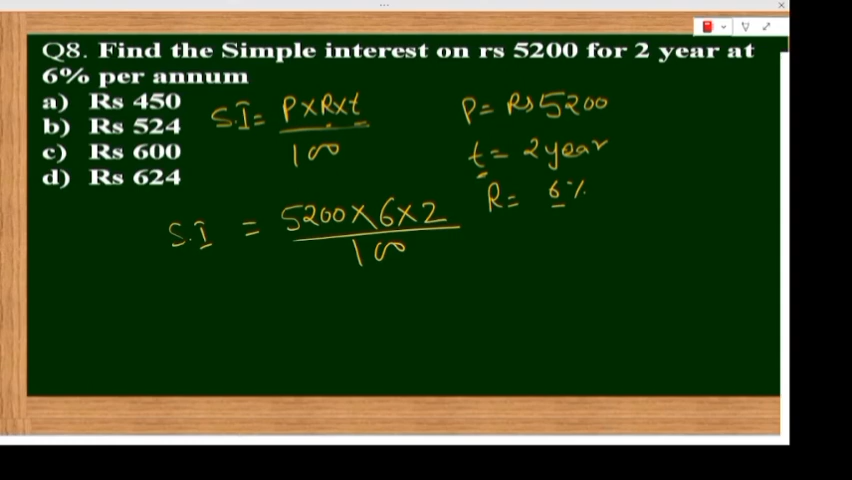 Q8. Find the Simple interest on rs 5200 for 2 year at
6% per annum
a) Rs 450
b) Rs 524
c) Rs 600
d) Rs 624
S.I = P×R×t
100
P = Rs 5200
t = 2 year
R = 6%
S.I = 5200×6×2
100